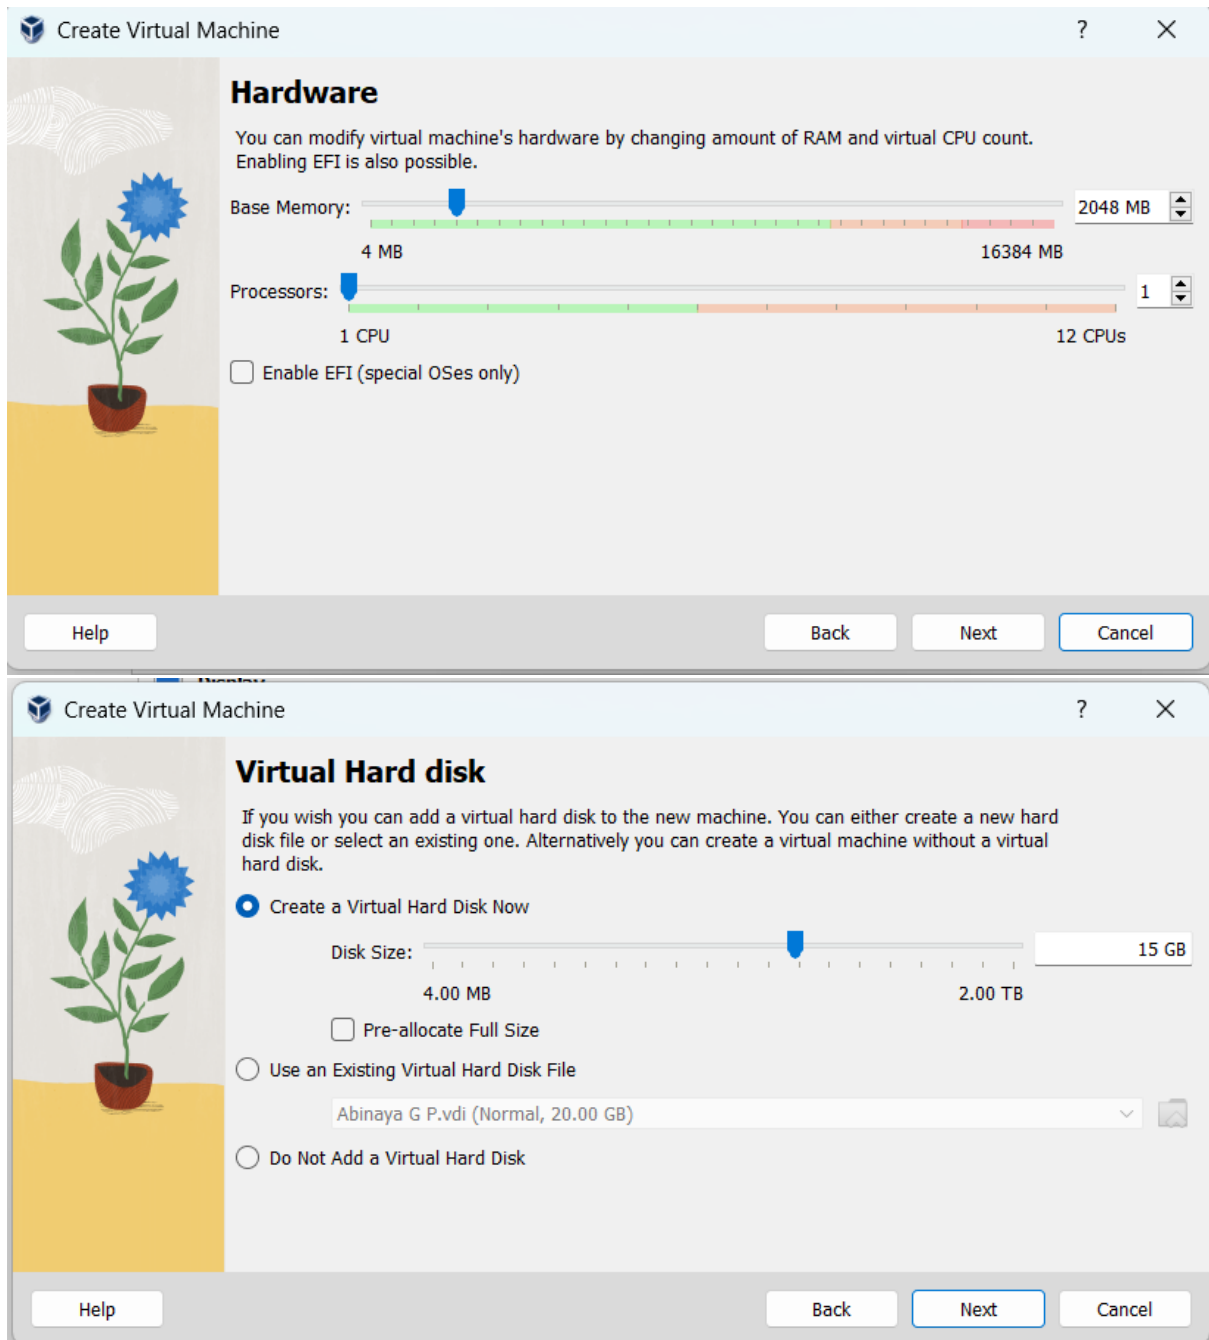 Create Virtual Machine
?
Hardware
You can modify virtual machine's hardware by changing amount of RAM and virtual CPU count.
Enabling EFI is also possible.
Base Memory:
2048 MB
4 MB
16384 MB
Processors:
1
1 CPU
12 CPUs
Enable EFI (special OSes only)
Help
Back
Next
Cancel
Display
Create Virtual Machine
?
Virtual Hard disk
If you wish you can add a virtual hard disk to the new machine. You can either create a new hard
disk file or select an existing one. Alternatively you can create a virtual machine without a virtual
hard disk.
Create a Virtual Hard Disk Now
Disk Size:
15 GB
4.00 MB
2.00 TB
Pre-allocate Full Size
Use an Existing Virtual Hard Disk File
Abinaya G P.vdi (Normal, 20.00 GB)
Do Not Add a Virtual Hard Disk
Help
Back
Next
Cancel